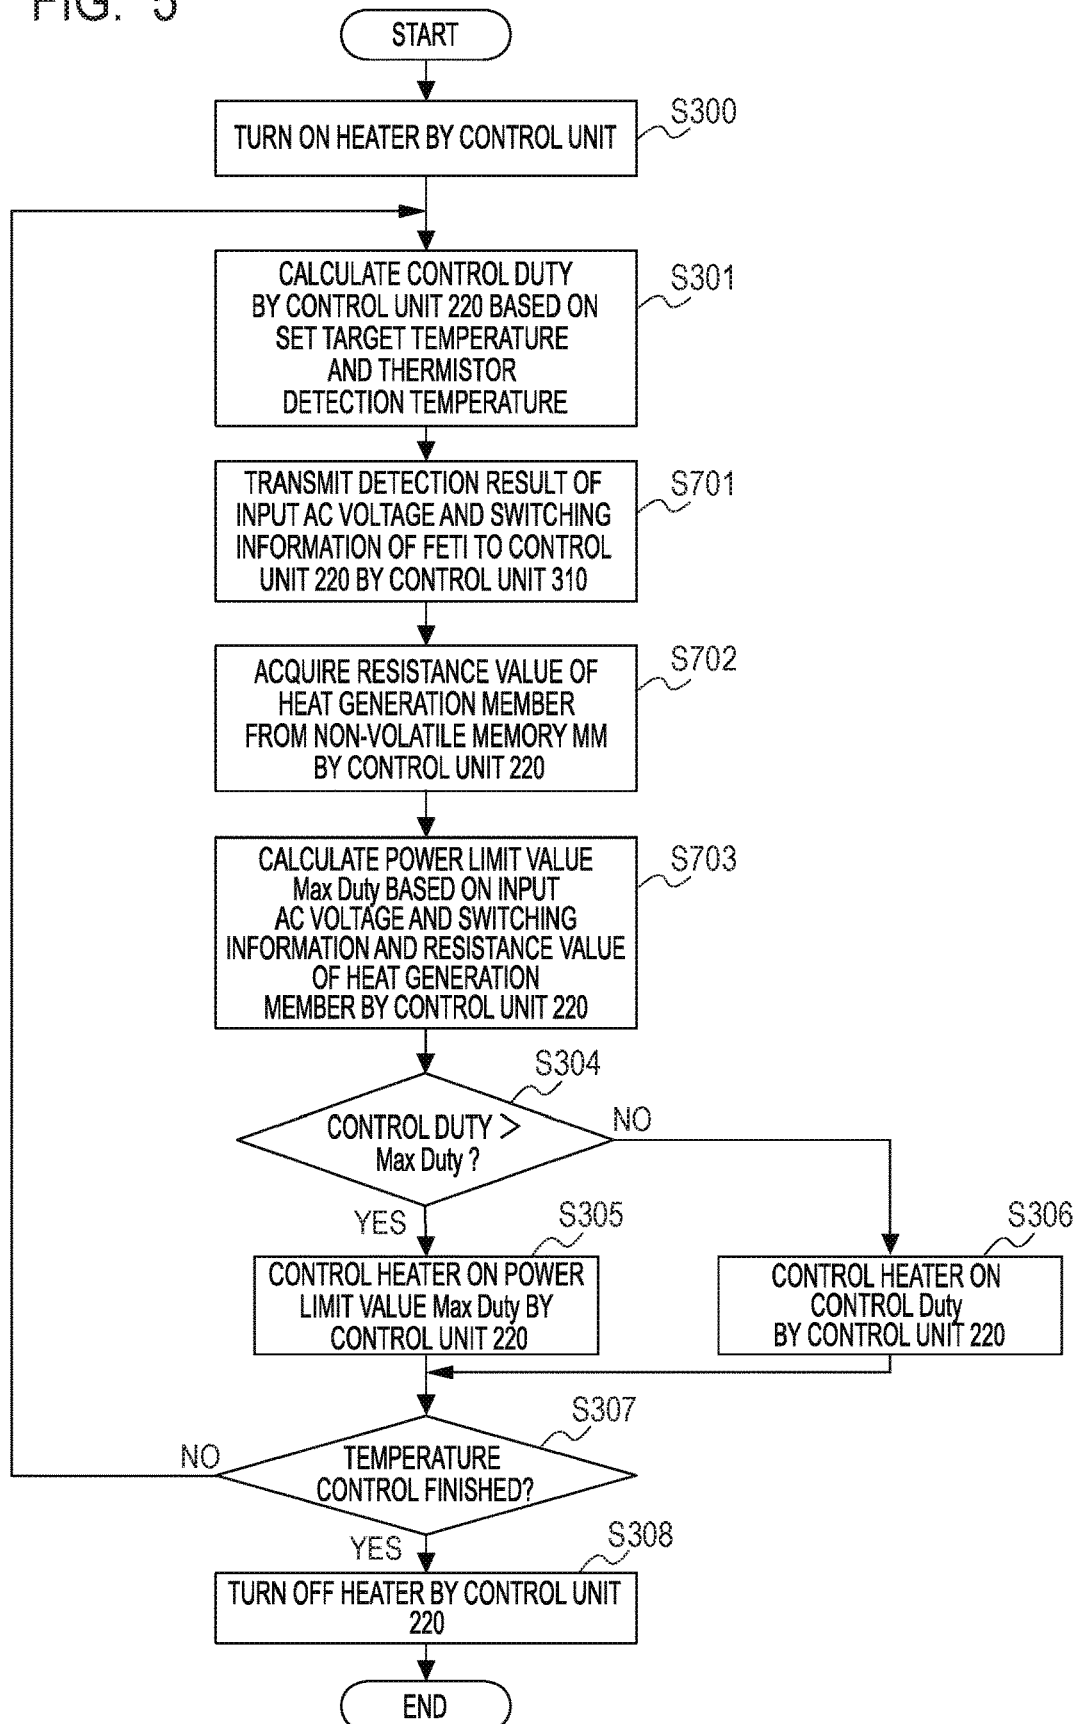 FIG. 5
START
TURN ON HEATER BY CONTROL UNIT
S300
CALCULATE CONTROL DUTY
BY CONTROL UNIT 220 BASED ON
SET TARGET TEMPERATURE
AND THERMISTOR
DETECTION TEMPERATURE
S301
TRANSMIT DETECTION RESULT OF
INPUT AC VOLTAGE AND SWITCHING
INFORMATION OF FETI TO CONTROL
UNIT 220 BY CONTROL UNIT 310
S701
ACQUIRE RESISTANCE VALUE OF
HEAT GENERATION MEMBER
FROM NON-VOLATILE MEMORY MM
BY CONTROL UNIT 220
S702
CALCULATE POWER LIMIT VALUE
Max Duty BASED ON INPUT
AC VOLTAGE AND SWITCHING
INFORMATION AND RESISTANCE VALUE
OF HEAT GENERATION
MEMBER BY CONTROL UNIT 220
S703
S304
CONTROL DUTY >
Max Duty ?
NO
YES
S305
CONTROL HEATER ON POWER
LIMIT VALUE Max Duty BY
CONTROL UNIT 220
S306
CONTROL HEATER ON
CONTROL Duty
BY CONTROL UNIT 220
S307
TEMPERATURE
CONTROL FINISHED?
NO
YES
S308
TURN OFF HEATER BY CONTROL UNIT
220
END